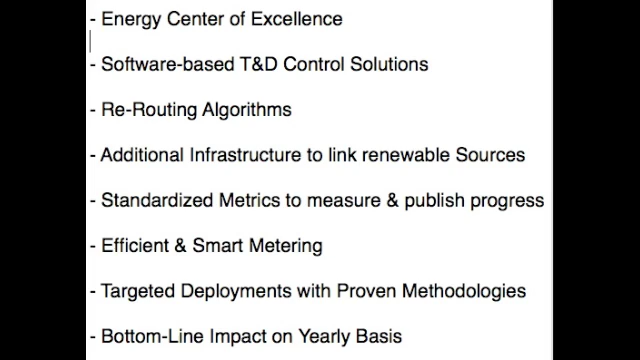 - Energy Center of Excellence
- Software-based T&D Control Solutions
- Re-Routing Algorithms
- Additional Infrastructure to link renewable Sources
- Standardized Metrics to measure & publish progress
- Efficient & Smart Metering
- Targeted Deployments with Proven Methodologies
- Bottom-Line Impact on Yearly Basis